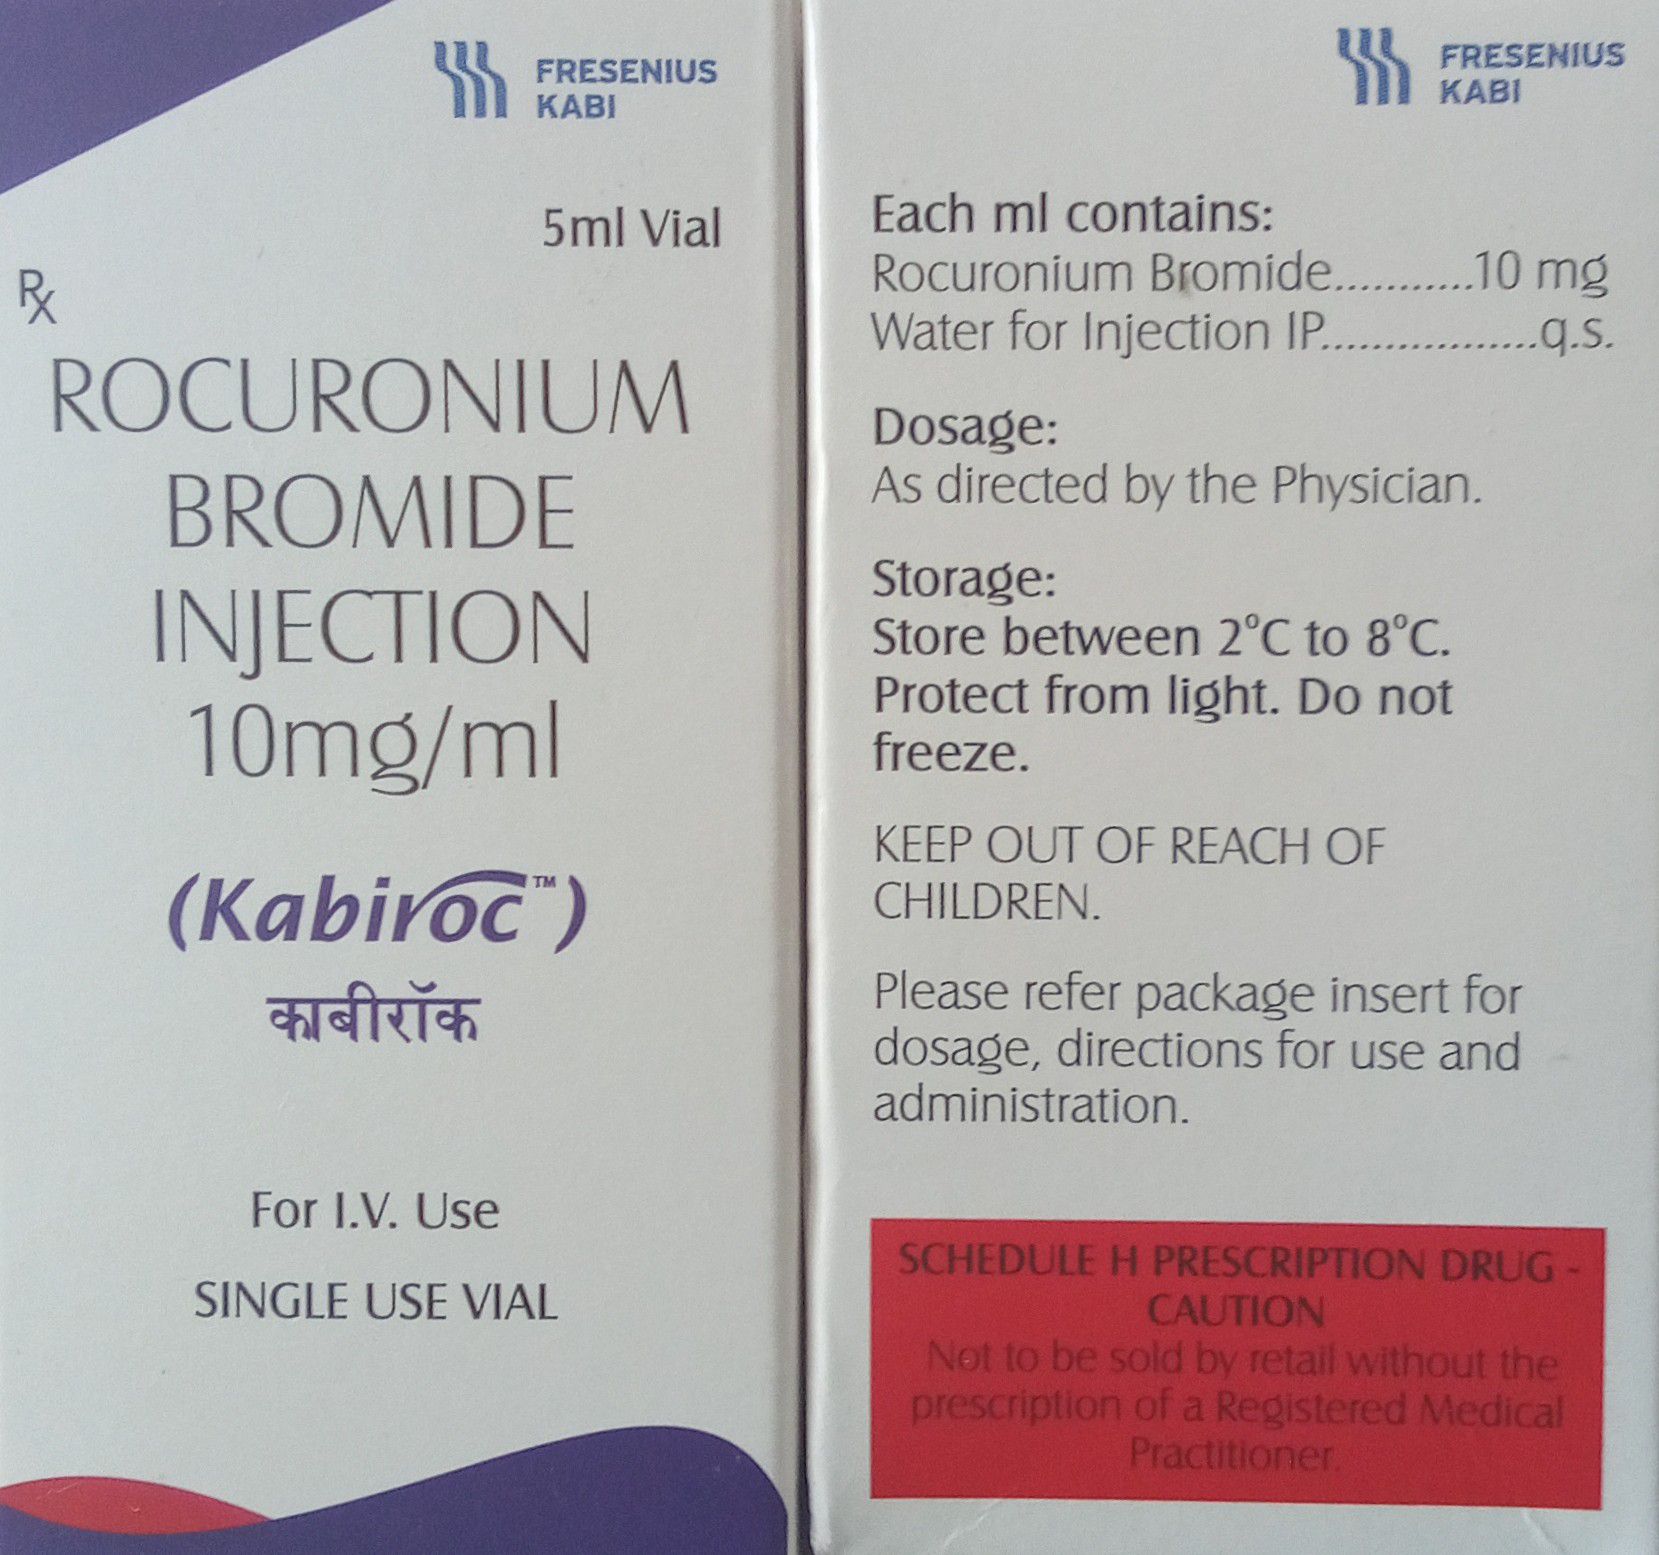 FRESENIUS
KABI
5ml Vial
Rx
ROCURONIUM
BROMIDE
INJECTION
10mg/ml
(Kabiroc™)
काबीरॉक
For I.V. Use
SINGLE USE VIAL
FRESENIUS
KABI
Each ml contains:
Rocuronium Bromide...........10 mg
Water for Injection IP.................q.s.
Dosage:
As directed by the Physician.
Storage:
Store between 2°C to 8°C.
Protect from light. Do not
freeze.
KEEP OUT OF REACH OF
CHILDREN.
Please refer package insert for
dosage, directions for use and
administration.
SCHEDULE H PRESCRIPTION DRUG -
CAUTION
Not to be sold by retail without the
prescription of a Registered Medical
Practitioner.